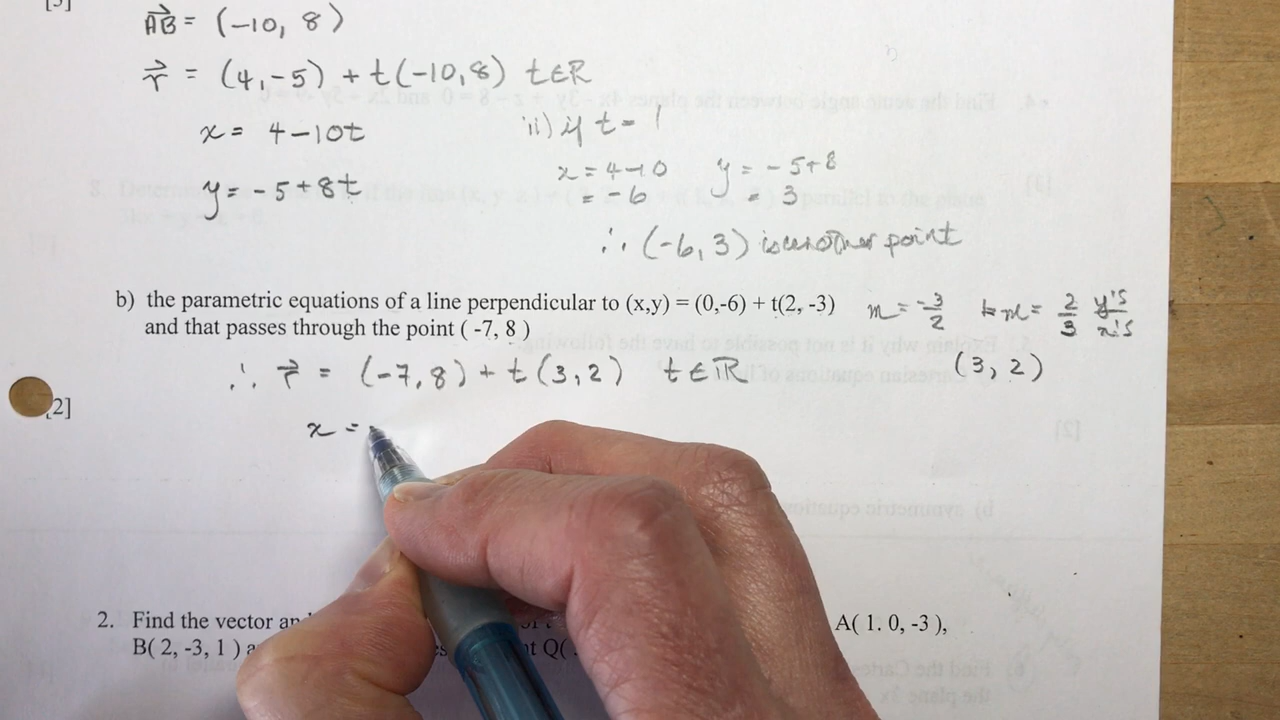 [3]
A⃗B = (-10, 8)
r⃗ = (4,-5) + t(-10,8) t∈R
x = 4-10t
ii) if t = 1
y = -5+8t
x = 4-10 y = -5+8
= -6 = 3
∴ (-6,3) is another point
b) the parametric equations of a line perpendicular to (x,y) = (0,-6) + t(2, -3) m = -3/2 ⊥m = 2/3 y's/x's
and that passes through the point ( -7, 8 )
∴ r⃗ = (-7,8) + t(3,2) t∈R (3,2)
[2]
x =
2. Find the vector A( 1. 0, -3 ),
B( 2, -3, 1 ) Q(